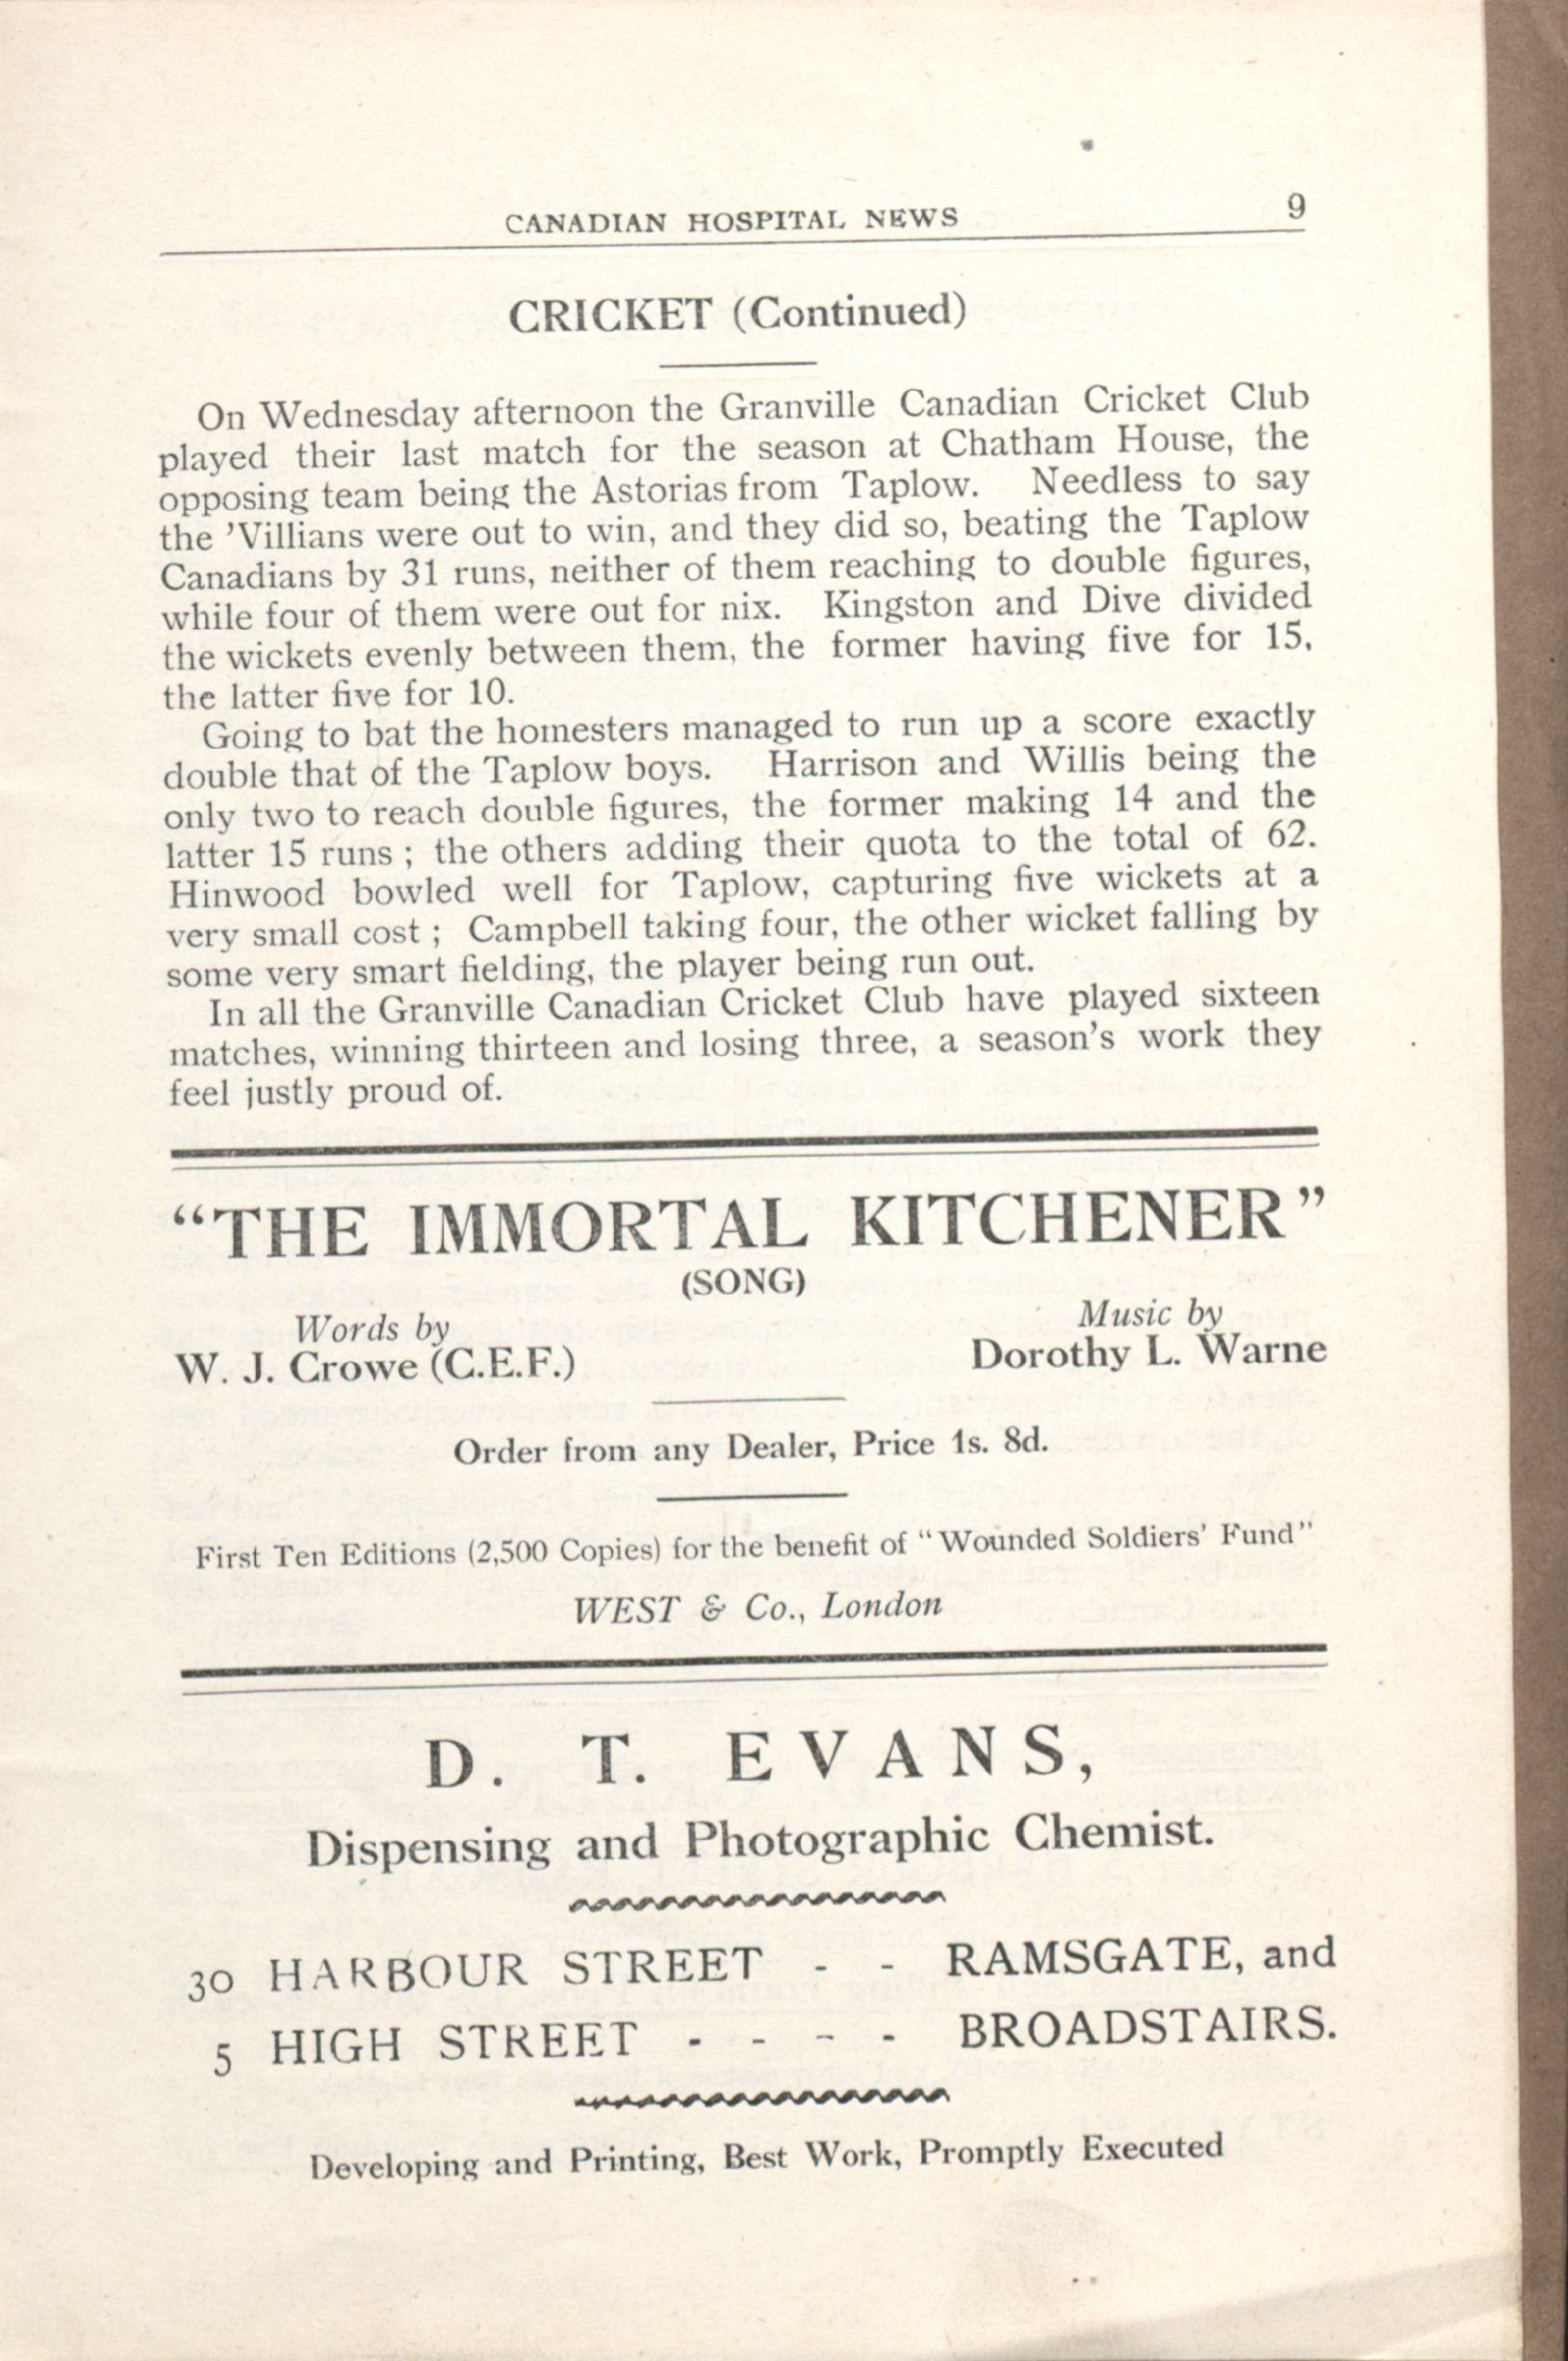 CANADIAN HOSPITAL NEWS 9
CRICKET (Continued)
On Wednesday afternoon the Granville Canadian Cricket Club
played their last match for the season at Chatham House, the
opposing team being the Astorias from Taplow. Needless to say
the 'Villians were out to win, and they did so, beating the Taplow
Canadians by 31 runs, neither of them reaching to double figures,
while four of them were out for nix. Kingston and Dive divided
the wickets evenly between them, the former having five for 15,
the latter five for 10.
Going to bat the homesters managed to run up a score exactly
double that of the Taplow boys. Harrison and Willis being the
only two to reach double figures, the former making 14 and the
latter 15 runs ; the others adding their quota to the total of 62.
Hinwood bowled well for Taplow, capturing five wickets at a
very small cost ; Campbell taking four, the other wicket falling by
some very smart fielding, the player being run out.
In all the Granville Canadian Cricket Club have played sixteen
matches, winning thirteen and losing three, a season's work they
feel justly proud of.
"THE IMMORTAL KITCHENER"
(SONG)
Words by
W. J. Crowe (C.E.F.)
Music by
Dorothy L. Warne
Order from any Dealer, Price 1s. 8d.
First Ten Editions (2,500 Copies) for the benefit of "Wounded Soldiers' Fund"
WEST & Co., London
D. T. EVANS,
Dispensing and Photographic Chemist.
30 HARBOUR STREET - - RAMSGATE, and
5 HIGH STREET - - - - BROADSTAIRS.
Developing and Printing, Best Work, Promptly Executed